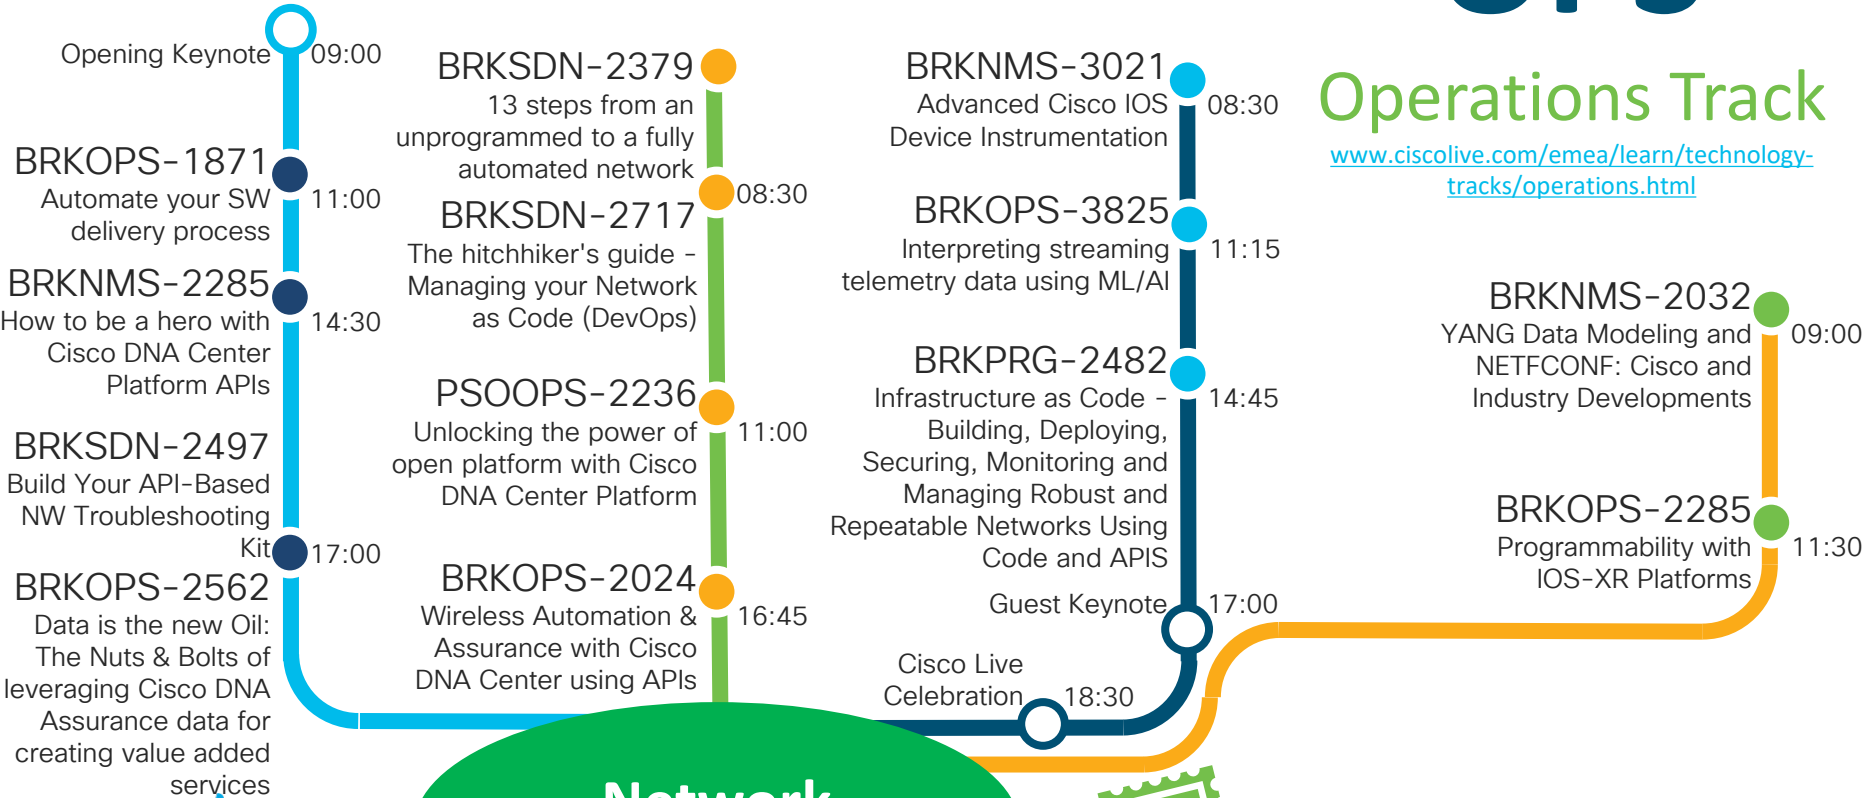 Opening Keynote
09:00
BRKOPS-1871
Automate your SW
delivery process
11:00
BRKNMS-2285
How to be a hero with
Cisco DNA Center
Platform APIs
14:30
BRKSDN-2497
Build Your API-Based
NW Troubleshooting
Kit
17:00
BRKOPS-2562
Data is the new Oil:
The Nuts & Bolts of
leveraging Cisco DNA
Assurance data for
creating value added
services
BRKSDN-2379
13 steps from an
unprogrammed to a fully
automated network
08:30
BRKSDN-2717
The hitchhiker's guide -
Managing your Network
as Code (DevOps)
PSOOPS-2236
Unlocking the power of
open platform with Cisco
DNA Center Platform
11:00
BRKOPS-2024
Wireless Automation &
Assurance with Cisco
DNA Center using APIs
16:45
Network
BRKNMS-3021
Advanced Cisco IOS
Device Instrumentation
08:30
BRKOPS-3825
Interpreting streaming
telemetry data using ML/AI
11:15
BRKPRG-2482
Infrastructure as Code -
Building, Deploying,
Securing, Monitoring and
Managing Robust and
Repeatable Networks Using
Code and APIS
14:45
Guest Keynote
17:00
Cisco Live
Celebration
18:30
Operations Track
www.ciscolive.com/emea/learn/technology-
tracks/operations.html
BRKNMS-2032
YANG Data Modeling and
NETFCONF: Cisco and
Industry Developments
09:00
BRKOPS-2285
Programmability with
IOS-XR Platforms
11:30